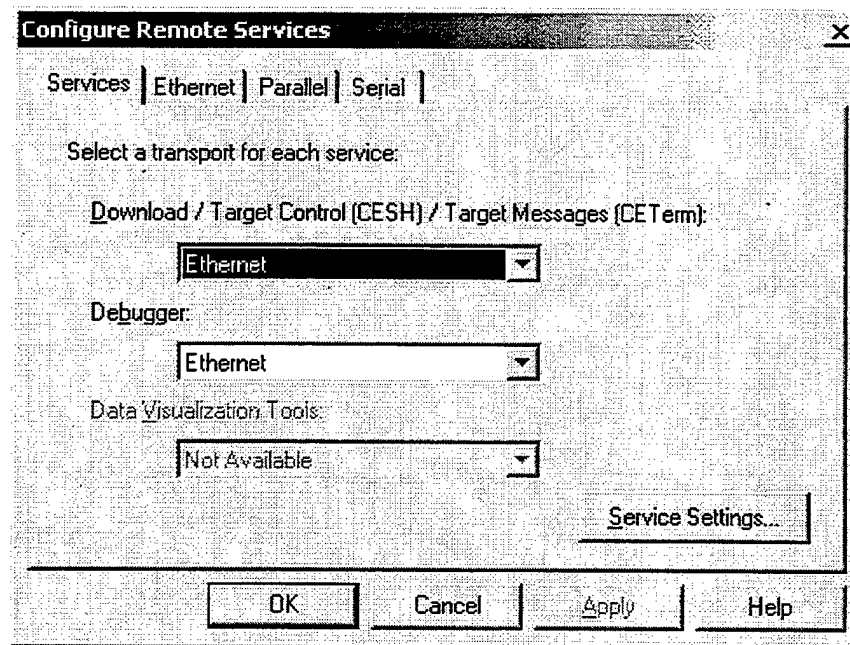 Configure Remote Services
Services Ethernet Parallel Serial
Select a transport for each service:
Download / Target Control (CESH) / Target Messages (CETerm):
Ethernet
Debugger:
Ethernet
Data Visualization Tools:
Not Available
Service Settings...
OK Cancel Apply Help